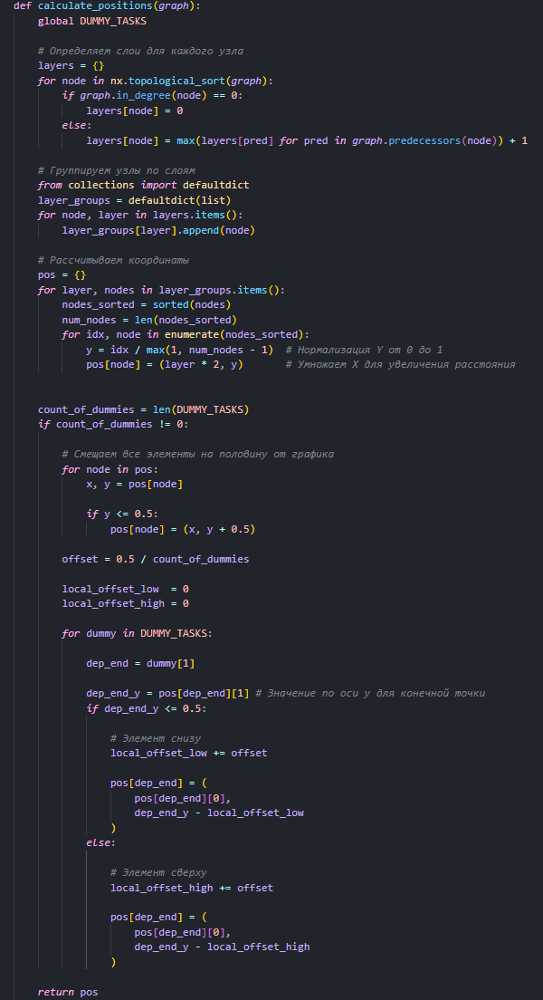 def calculate_positions(graph):
    global DUMMY_TASKS

    # Определяем слои для каждого узла
    layers = {}
    for node in nx.topological_sort(graph):
        if graph.in_degree(node) == 0:
            layers[node] = 0
        else:
            layers[node] = max(layers[pred] for pred in graph.predecessors(node)) + 1

    # Группируем узлы по слоям
    from collections import defaultdict
    layer_groups = defaultdict(list)
    for node, layer in layers.items():
        layer_groups[layer].append(node)

    # Рассчитываем координаты
    pos = {}
    for layer, nodes in layer_groups.items():
        nodes_sorted = sorted(nodes)
        num_nodes = len(nodes_sorted)
        for idx, node in enumerate(nodes_sorted):
            y = idx / max(1, num_nodes - 1)  # Нормализация Y от 0 до 1
            pos[node] = (layer * 2, y)       # Умножаем X для увеличения расстояния


    count_of_dummies = len(DUMMY_TASKS)
    if count_of_dummies != 0:

        # Смещаем все элементы на половину от графика
        for node in pos:
            x, y = pos[node]

            if y <= 0.5:
                pos[node] = (x, y + 0.5)

        offset = 0.5 / count_of_dummies

        local_offset_low  = 0
        local_offset_high = 0

        for dummy in DUMMY_TASKS:

            dep_end = dummy[1]

            dep_end_y = pos[dep_end][1] # Значение по оси y для конечной точки
            if dep_end_y <= 0.5:

                # Элемент снизу
                local_offset_low += offset

                pos[dep_end] = (
                    pos[dep_end][0],
                    dep_end_y - local_offset_low
                )
            else:

                # Элемент сверху
                local_offset_high += offset

                pos[dep_end] = (
                    pos[dep_end][0],
                    dep_end_y - local_offset_high
                )

    return pos